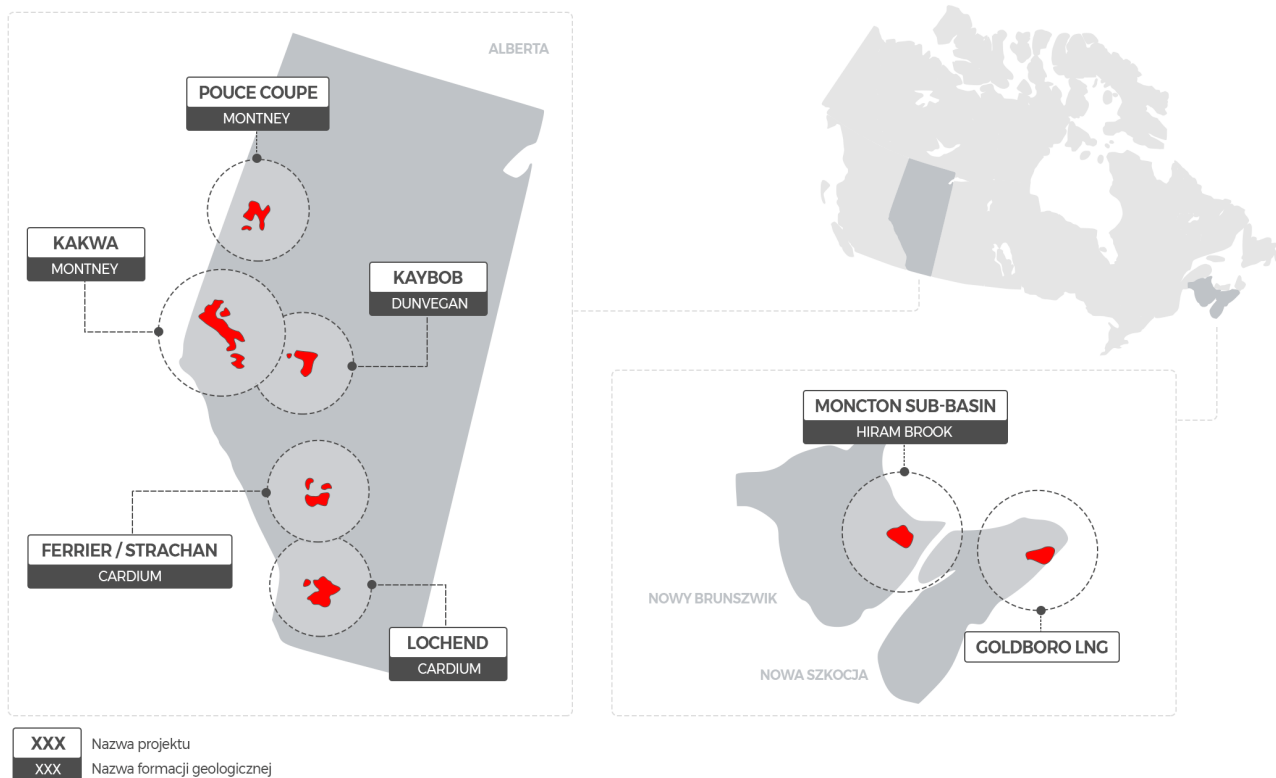 ALBERTA
POUCE COUPE
MONTNEY
KAKWA
MONTNEY
KAYBOB
DUNVEGAN
FERRIER / STRACHAN
CARDIUM
LOCHEND
CARDIUM
MONCTON SUB-BASIN
HIRAM BROOK
NOWY BRUNSZWIK
GOLDBORO LNG
NOWA SZKOCJA
XXX Nazwa projektu
XXX Nazwa formacji geologicznej